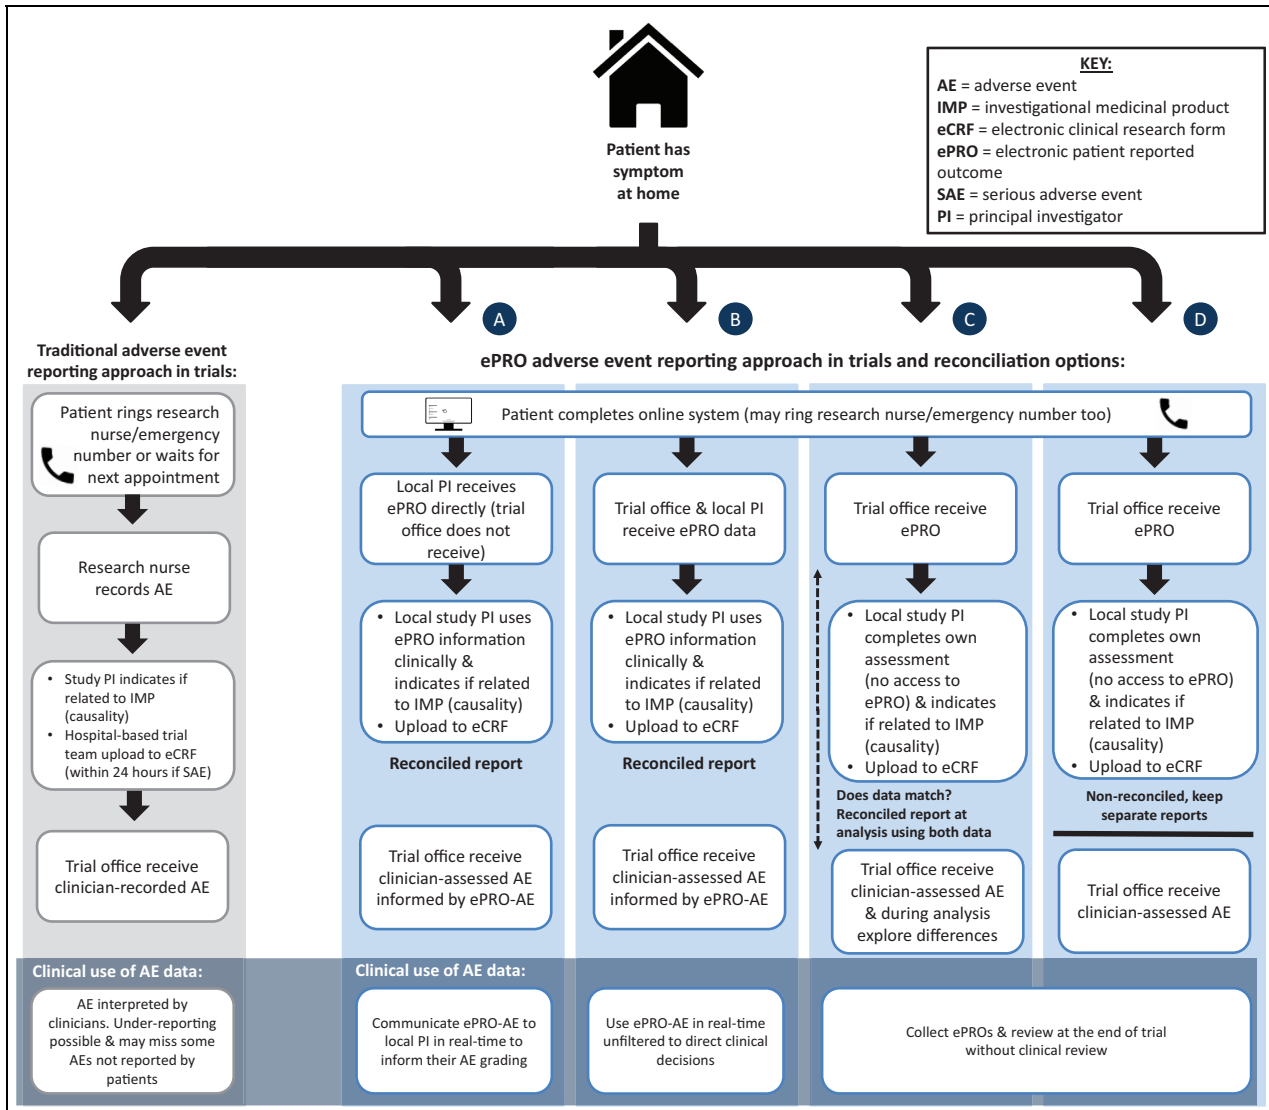 Patient has
symptom
at home
KEY:
AE = adverse event
IMP = investigational medicinal product
eCRF = electronic clinical research form
ePRO = electronic patient reported
outcome
SAE = serious adverse event
PI = principal investigator
A
B
C
D
Traditional adverse event
reporting approach in trials:
ePRO adverse event reporting approach in trials and reconciliation options:
Patient rings research
nurse/emergency
number or waits for
next appointment
Research nurse
records AE
• Study PI indicates if
related to IMP
(causality)
• Hospital-based trial
team upload to eCRF
(within 24 hours if SAE)
Trial office receive
clinician-recorded AE
Patient completes online system (may ring research nurse/emergency number too)
Local PI receives
ePRO directly (trial
office does not
receive)
• Local study PI uses
ePRO information
clinically &
indicates if related
to IMP (causality)
• Upload to eCRF
Reconciled report
Trial office receive
clinician-assessed AE
informed by ePRO-AE
Trial office & local PI
receive ePRO data
• Local study PI uses
ePRO information
clinically &
indicates if related
to IMP (causality)
• Upload to eCRF
Reconciled report
Trial office receive
clinician-assessed AE
informed by ePRO-AE
Trial office receive
ePRO
• Local study PI
completes own
assessment
(no access to
ePRO) & indicates
if related to IMP
(causality)
• Upload to eCRF
Does data match?
Reconciled report at
analysis using both data
Trial office receive
clinician-assessed AE
& during analysis
explore differences
Trial office receive
ePRO
• Local study PI
completes own
assessment
(no access to ePRO)
& indicates if
related to IMP
(causality)
• Upload to eCRF
Non-reconciled, keep
separate reports
Trial office receive
clinician-assessed AE
Clinical use of AE data:
AE interpreted by
clinicians. Under-reporting
possible & may miss some
AEs not reported by
patients
Clinical use of AE data:
Communicate ePRO-AE to
local PI in real-time to
inform their AE grading
Use ePRO-AE in real-time
unfiltered to direct clinical
decisions
Collect ePROs & review at the end of trial
without clinical review